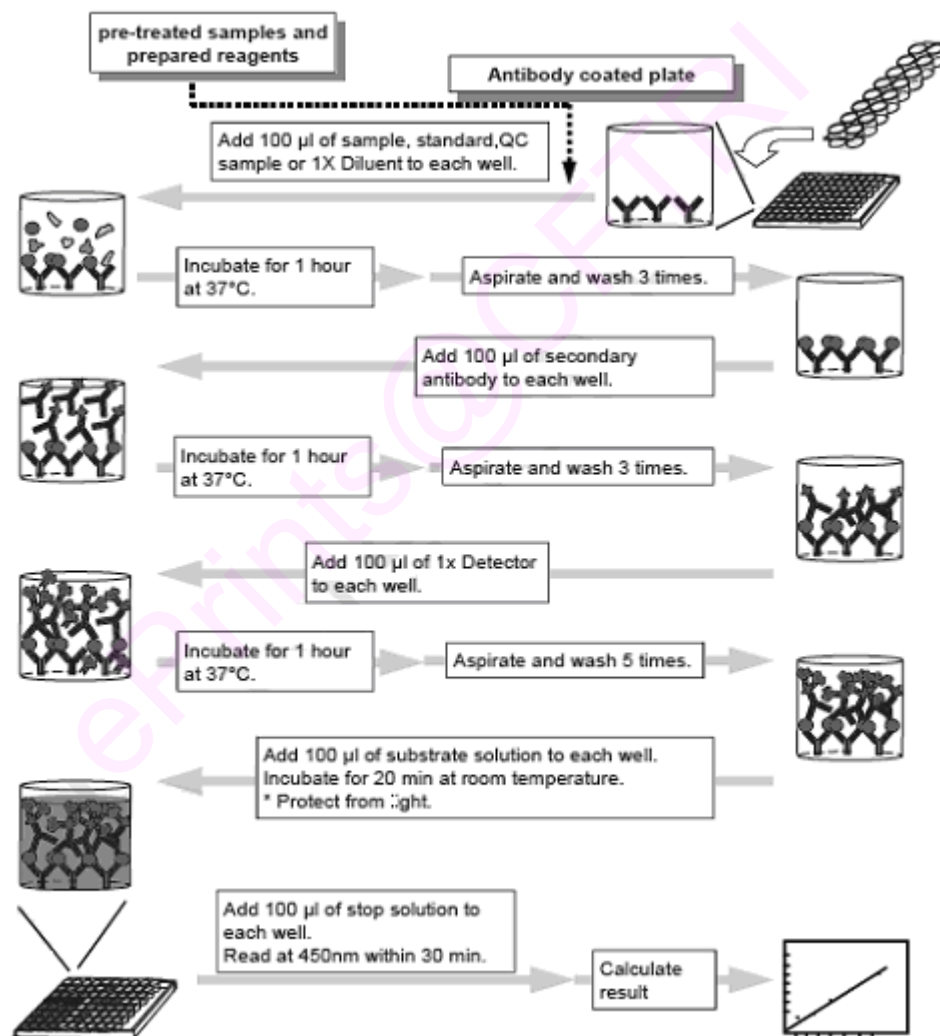 pre-treated samples and
prepared reagents
Antibody coated plate
Add 100 µl of sample, standard,QC
sample or 1X Diluent to each well.
Incubate for 1 hour
at 37°C.
Aspirate and wash 3 times.
Add 100 µl of secondary
antibody to each well.
Incubate for 1 hour
at 37°C.
Aspirate and wash 3 times.
Add 100 µl of 1x Detector
to each well.
Incubate for 1 hour
at 37°C.
Aspirate and wash 5 times.
Add 100 µl of substrate solution to each well.
Incubate for 20 min at room temperature.
* Protect from light.
Add 100 µl of stop solution to
each well.
Read at 450nm within 30 min.
Calculate
result
ePrints@CFTRI